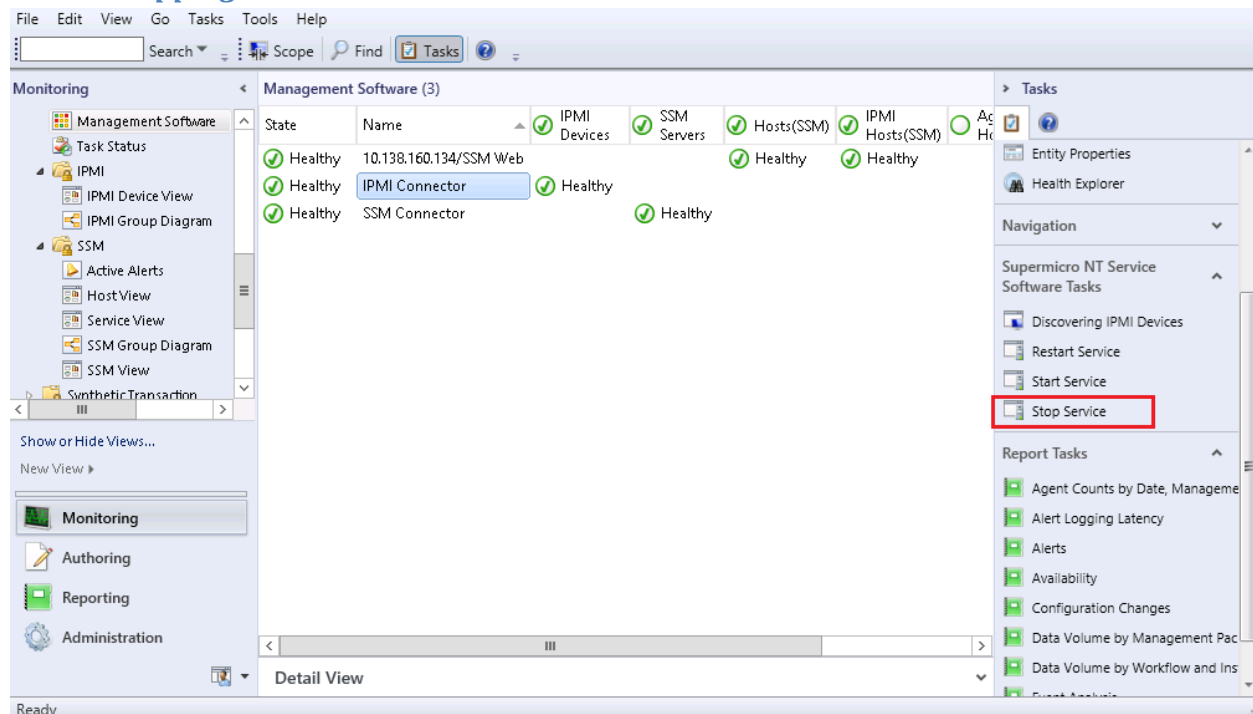 File Edit View Go Tasks Tools Help
Search Scope Find Tasks
Monitoring
Management Software
Task Status
IPMI
IPMI Device View
IPMI Group Diagram
SSM
Active Alerts
Host View
Service View
SSM Group Diagram
SSM View
Synthetic Transaction
Show or Hide Views...
New View
Monitoring
Authoring
Reporting
Administration
Management Software (3)
State Name IPMI Devices SSM Servers Hosts(SSM) IPMI Hosts(SSM)
Healthy 10.138.160.134/SSM Web Healthy Healthy
Healthy IPMI Connector Healthy
Healthy SSM Connector Healthy
Detail View
Tasks
Entity Properties
Health Explorer
Navigation
Supermicro NT Service
Software Tasks
Discovering IPMI Devices
Restart Service
Start Service
Stop Service
Report Tasks
Agent Counts by Date, Manageme
Alert Logging Latency
Alerts
Availability
Configuration Changes
Data Volume by Management Pac
Data Volume by Workflow and Ins
Event Analysis
Ready